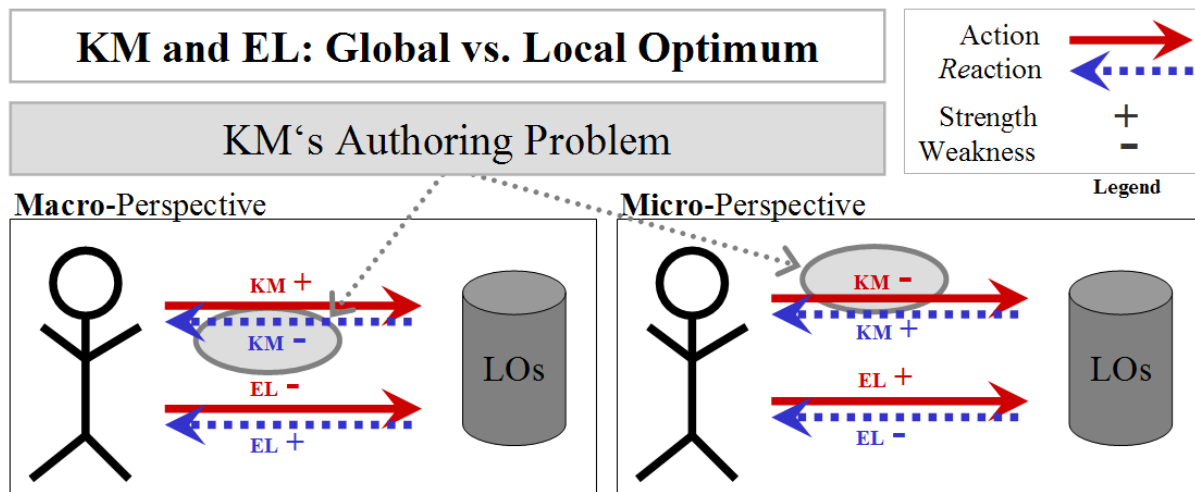 KM and EL: Global vs. Local Optimum
KM‘s Authoring Problem
Action
Reaction
Strength +
Weakness -
Legend
Macro-Perspective
KM +
KM -
EL -
EL +
LOs
Micro-Perspective
KM -
KM +
EL +
EL -
LOs